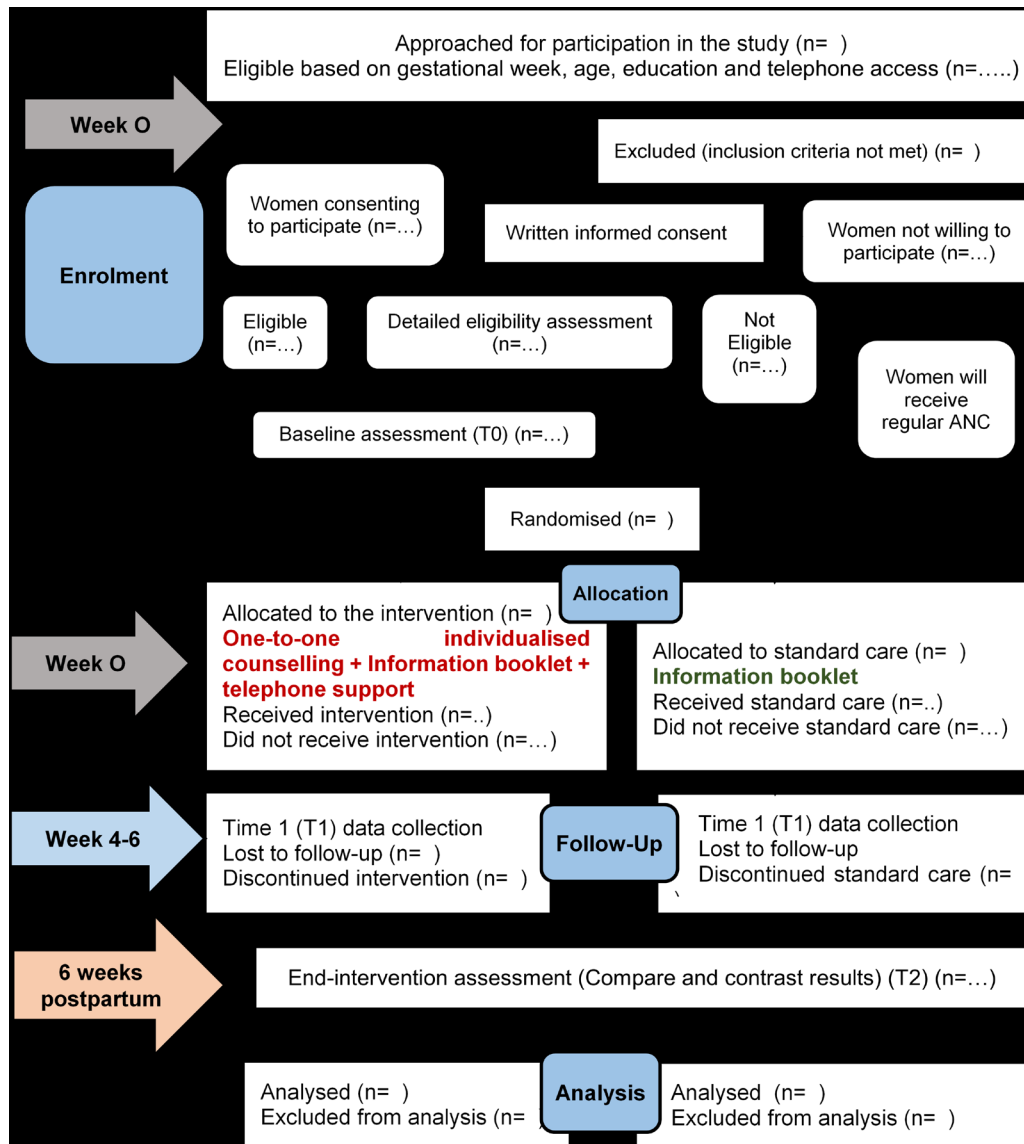 Approached for participation in the study (n=  )
Eligible based on gestational week, age, education and telephone access (n=…..)
Week O
Excluded (inclusion criteria not met) (n=  )
Enrolment
Women consenting
to participate (n=…)
Written informed consent
Women not willing to
participate (n=…)
Eligible
(n=…)
Detailed eligibility assessment
(n=…)
Not
Eligible
(n=…)
Women will
receive
regular ANC
Baseline assessment (T0) (n=…)
Randomised (n=  )
Allocation
Week O
Allocated to the intervention (n=  )
One-to-one individualised
counselling + Information booklet +
telephone support
Received intervention (n=..)
Did not receive intervention (n=…)
Allocated to standard care (n=  )
Information booklet
Received standard care (n=..)
Did not receive standard care (n=…)
Week 4-6
Time 1 (T1) data collection
Lost to follow-up (n=  )
Discontinued intervention (n=  )
Follow-Up
Time 1 (T1) data collection
Lost to follow-up
Discontinued standard care (n=
6 weeks
postpartum
End-intervention assessment (Compare and contrast results) (T2) (n=…)
Analysis
Analysed (n=  )
Excluded from analysis (n=  )
Analysed  (n=  )
Excluded from analysis (n=  )